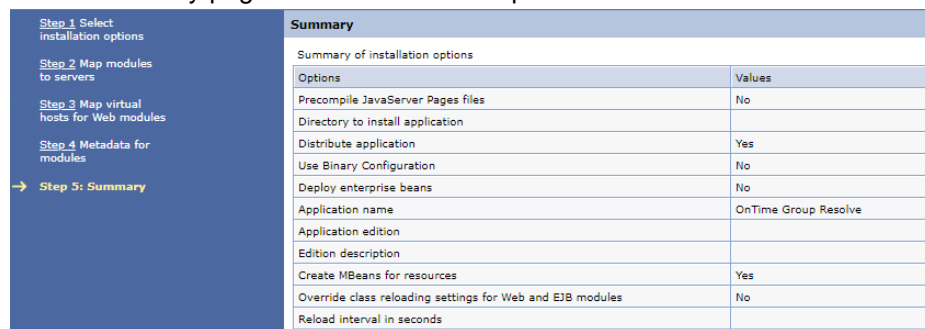 Step 1 Select
installation options
Step 2 Map modules
to servers
Step 3 Map virtual
hosts for Web modules
Step 4 Metadata for
modules
Step 5: Summary
Summary
Summary of installation options
Options Values
Precompile JavaServer Pages files No
Directory to install application
Distribute application Yes
Use Binary Configuration No
Deploy enterprise beans No
Application name OnTime Group Resolve
Application edition
Edition description
Create MBeans for resources Yes
Override class reloading settings for Web and EJB modules No
Reload interval in seconds